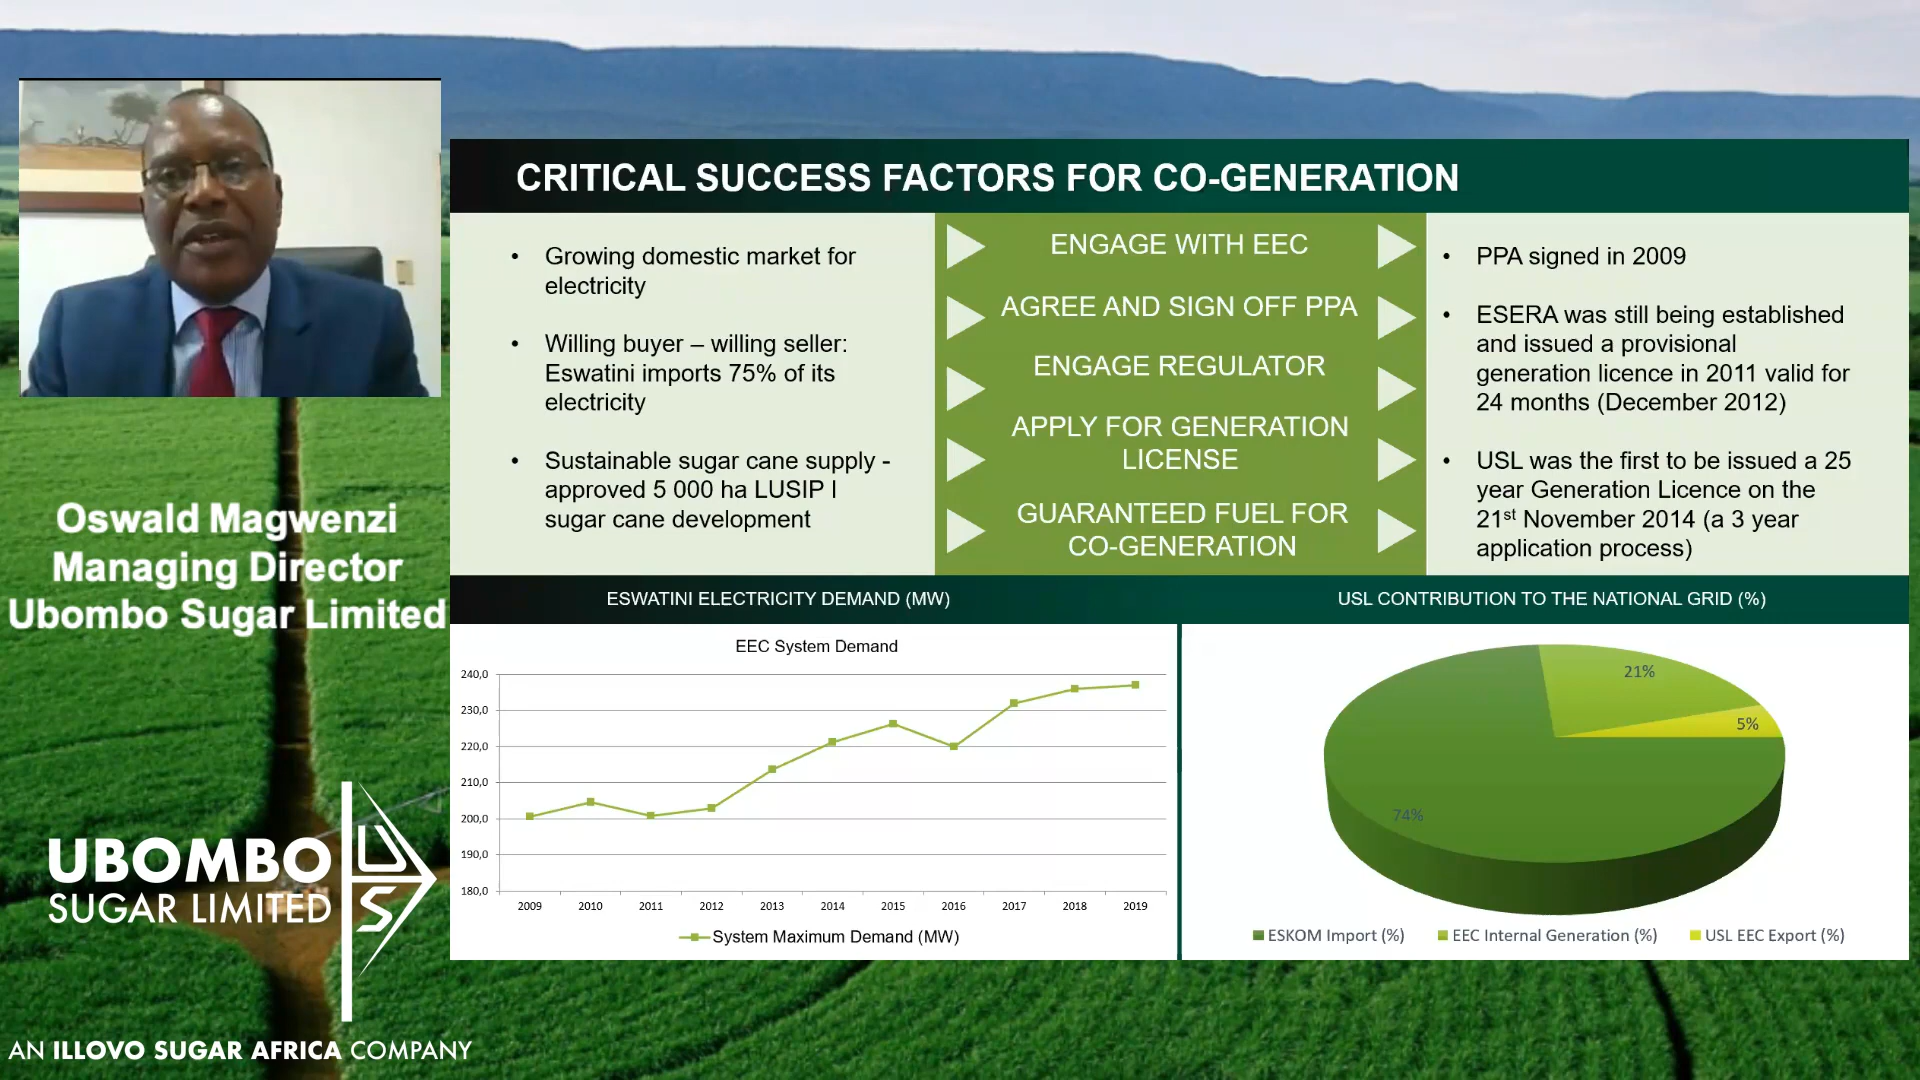 CRITICAL SUCCESS FACTORS FOR CO-GENERATION
• Growing domestic market for
electricity
• Willing buyer – willing seller:
Eswatini imports 75% of its
electricity
• Sustainable sugar cane supply -
approved 5 000 ha LUSIP I
sugar cane development
ENGAGE WITH EEC
AGREE AND SIGN OFF PPA
ENGAGE REGULATOR
APPLY FOR GENERATION
LICENSE
GUARANTEED FUEL FOR
CO-GENERATION
• PPA signed in 2009
• ESERA was still being established
and issued a provisional
generation licence in 2011 valid for
24 months (December 2012)
• USL was the first to be issued a 25
year Generation Licence on the
21st November 2014 (a 3 year
application process)
Oswald Magwenzi
Managing Director
Ubombo Sugar Limited
ESWATINI ELECTRICITY DEMAND (MW)
EEC System Demand
240,0
230,0
220,0
210,0
200,0
190,0
180,0
2009 2010 2011 2012 2013 2014 2015 2016 2017 2018 2019
System Maximum Demand (MW)
USL CONTRIBUTION TO THE NATIONAL GRID (%)
21%
5%
74%
ESKOM Import (%) EEC Internal Generation (%) USL EEC Export (%)
UBOMBO
SUGAR LIMITED
US
AN ILLOVO SUGAR AFRICA COMPANY